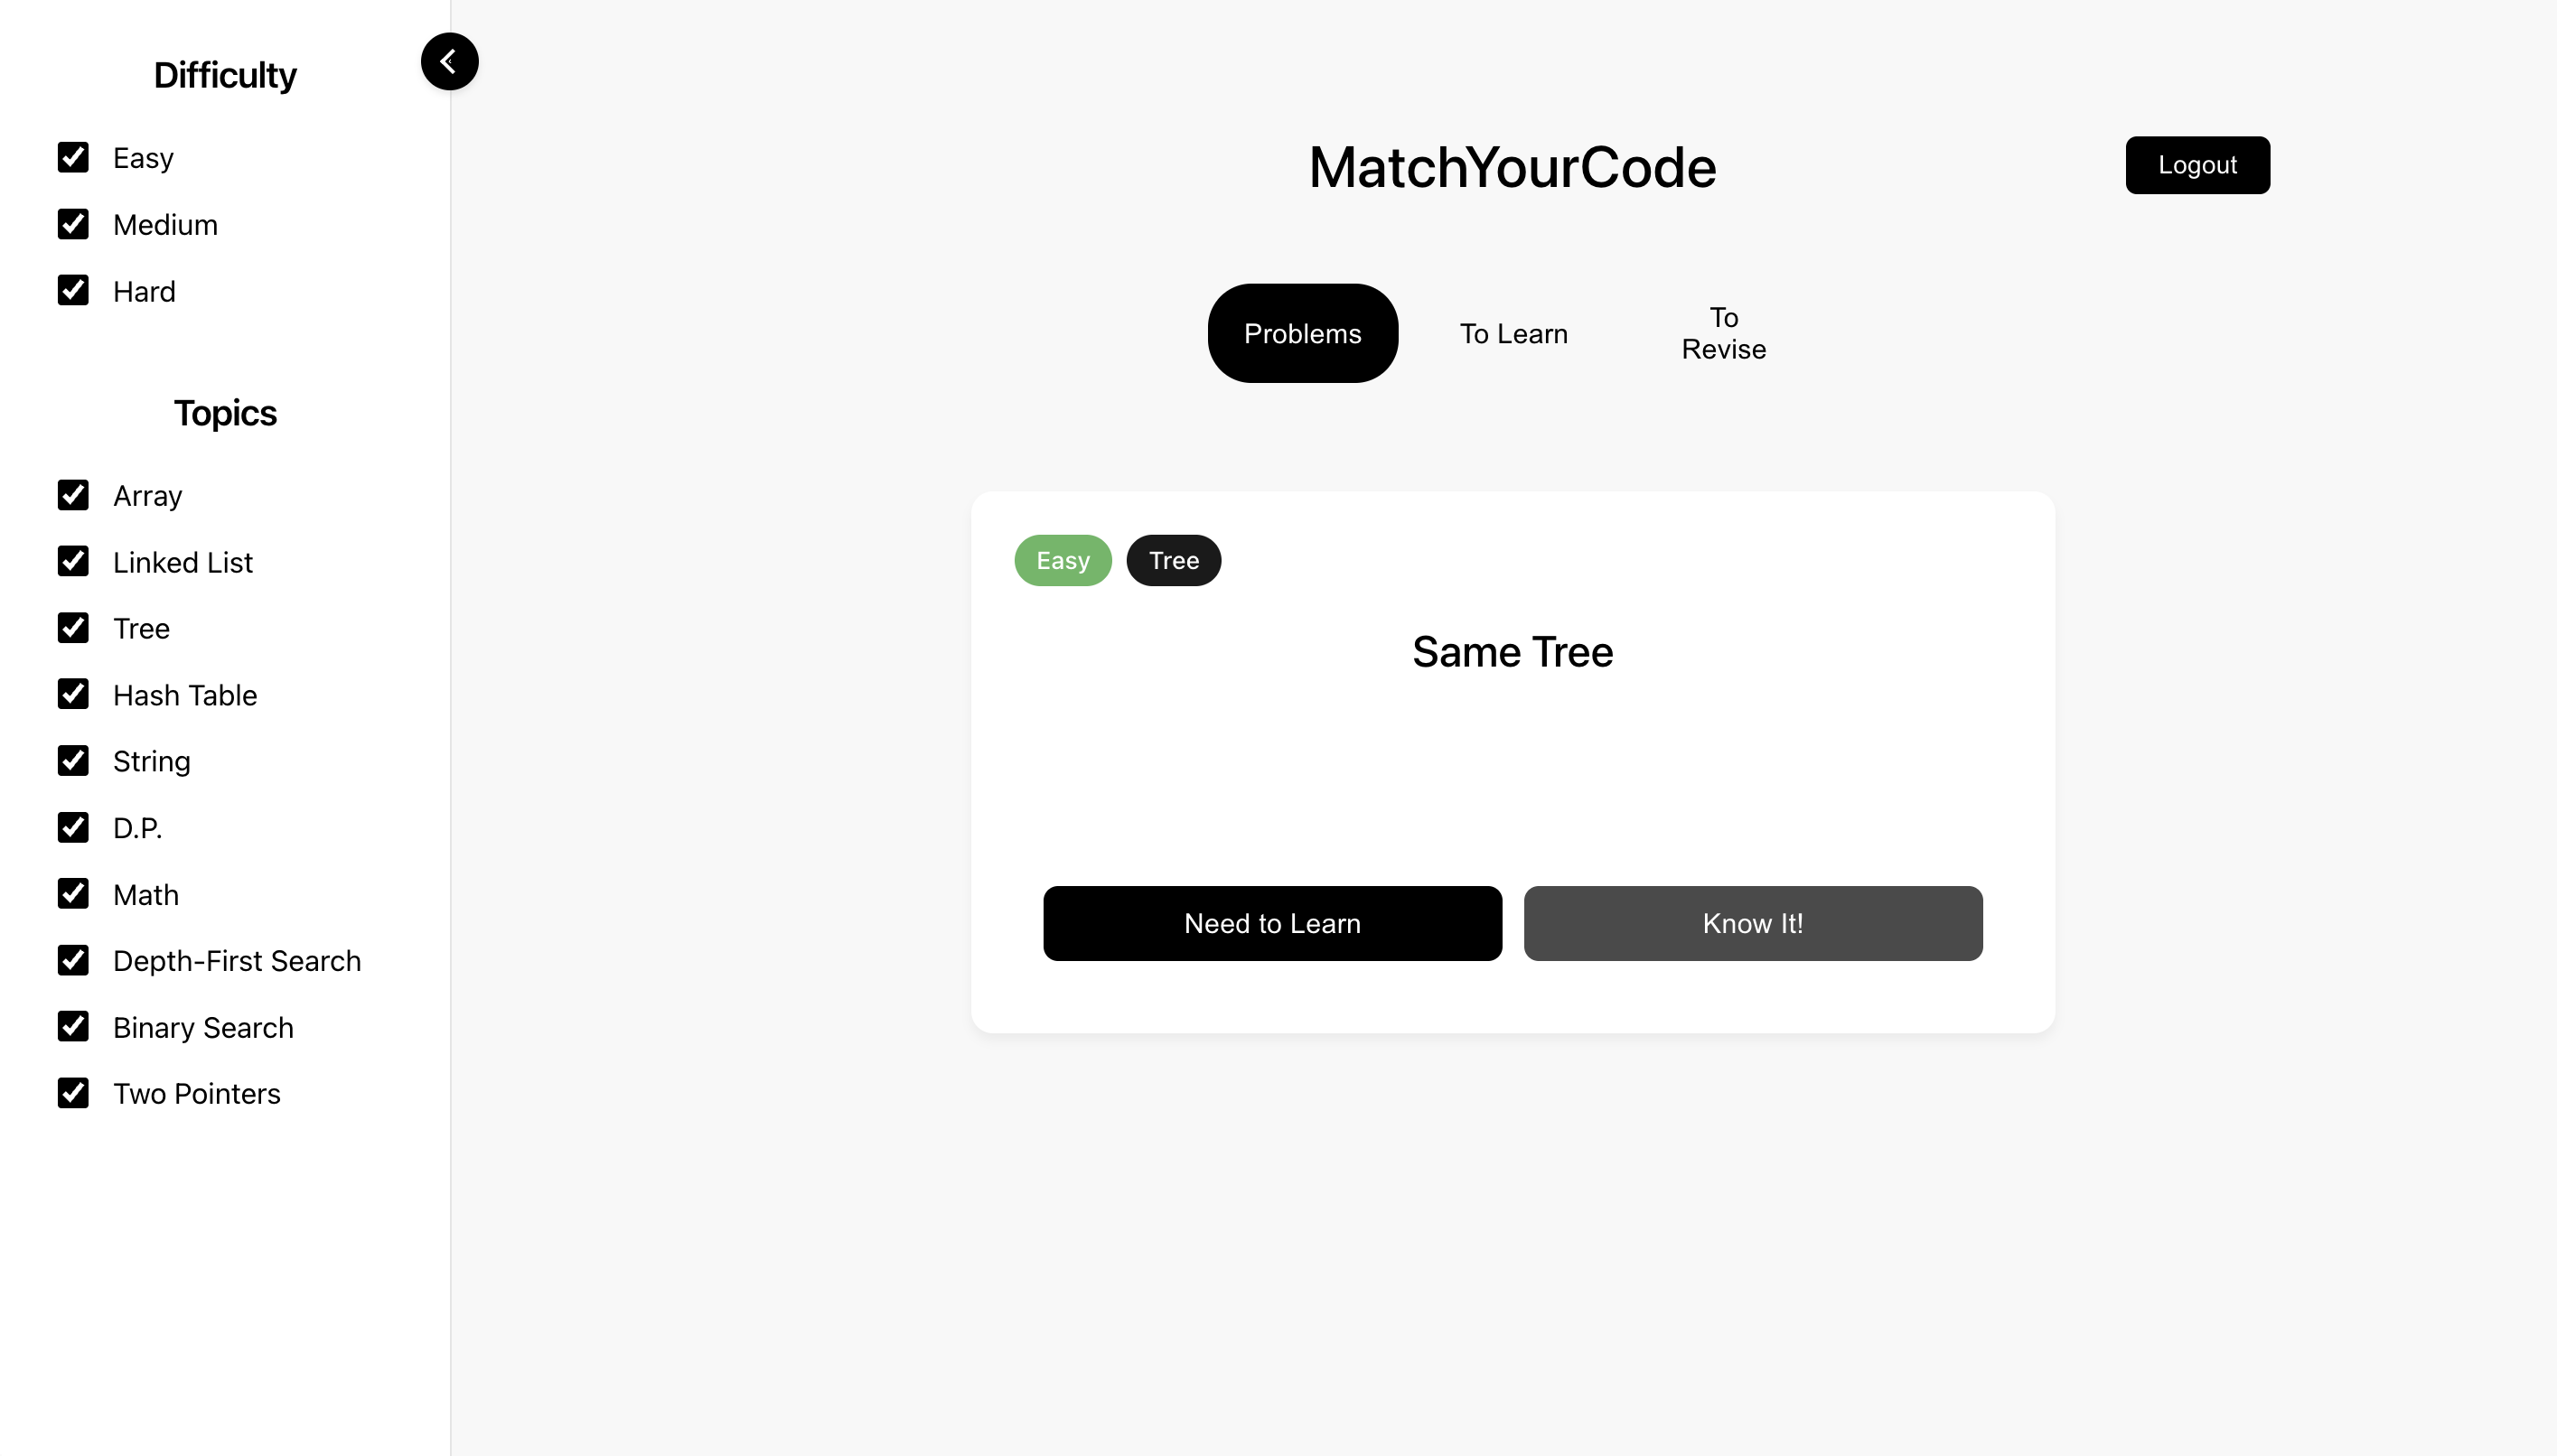 Difficulty
Easy
Medium
Hard
Topics
Array
Linked List
Tree
Hash Table
String
D.P.
Math
Depth-First Search
Binary Search
Two Pointers
MatchYourCode
Logout
Problems
To Learn
To
Revise
Easy
Tree
Same Tree
Need to Learn
Know It!